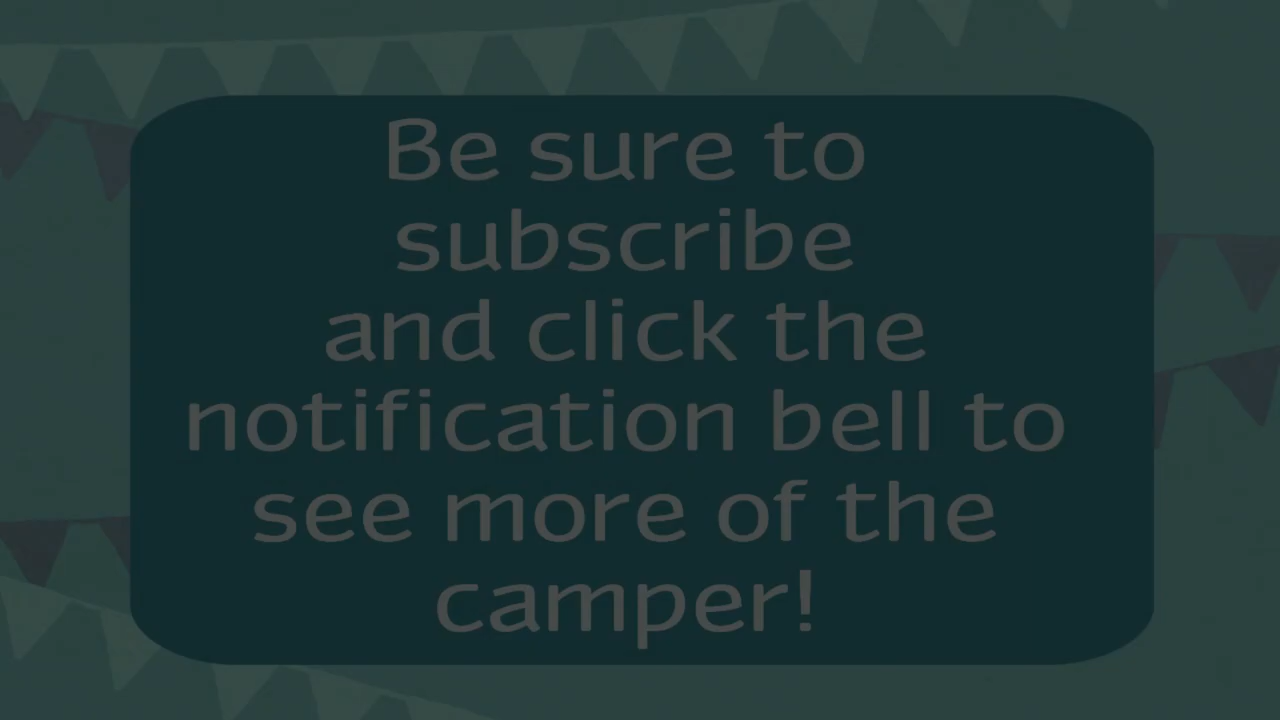 Be sure to
subscribe
and click the
notification bell to
see more of the
camper!